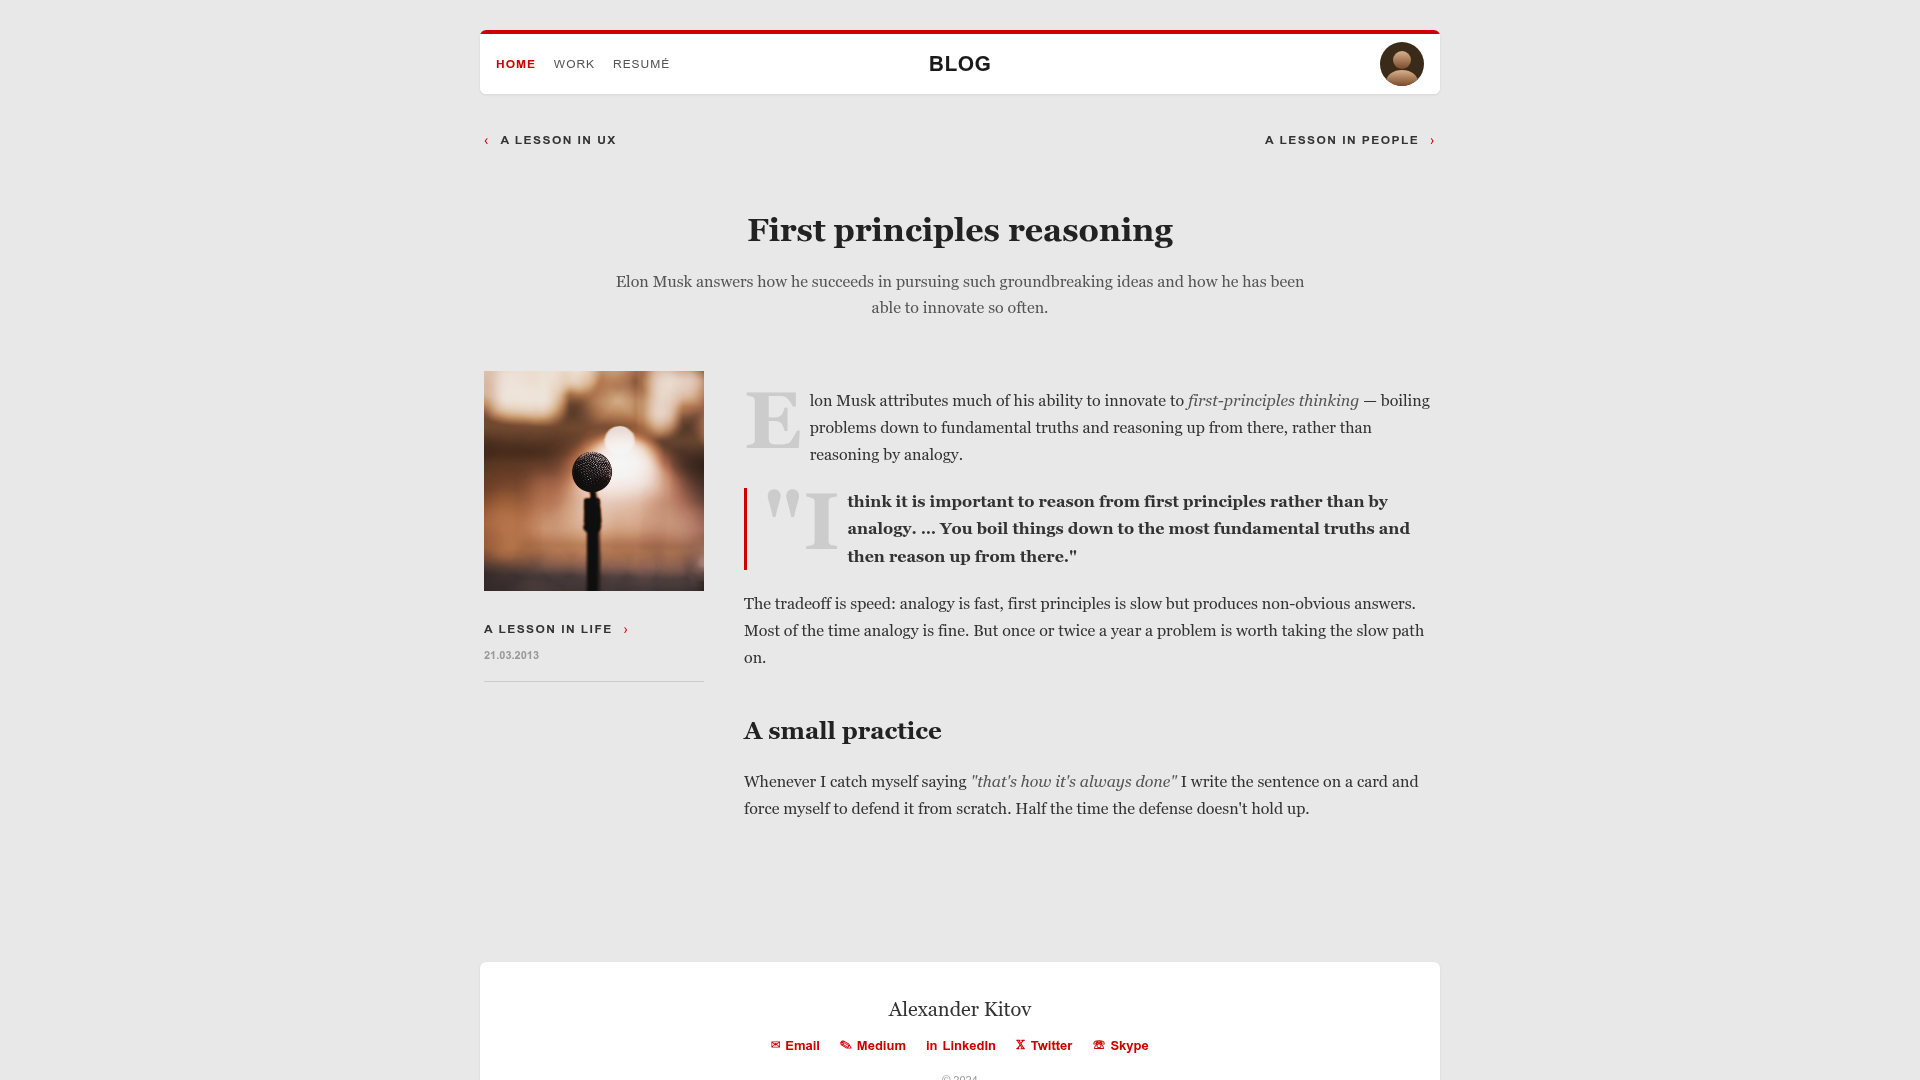 HOME WORK RESUMÉ BLOG
‹ A LESSON IN UX A LESSON IN PEOPLE ›
First principles reasoning
Elon Musk answers how he succeeds in pursuing such groundbreaking ideas and how he has been
able to innovate so often.
Elon Musk attributes much of his ability to innovate to first-principles thinking — boiling
problems down to fundamental truths and reasoning up from there, rather than
reasoning by analogy.
"I think it is important to reason from first principles rather than by
analogy. ... You boil things down to the most fundamental truths and
then reason up from there."
The tradeoff is speed: analogy is fast, first principles is slow but produces non-obvious answers.
Most of the time analogy is fine. But once or twice a year a problem is worth taking the slow path
on.
A LESSON IN LIFE ›
21.03.2013
A small practice
Whenever I catch myself saying "that's how it's always done" I write the sentence on a card and
force myself to defend it from scratch. Half the time the defense doesn't hold up.
Alexander Kitov
✉ Email ✎ Medium in LinkedIn 𝕏 Twitter ☏ Skype
© 2024